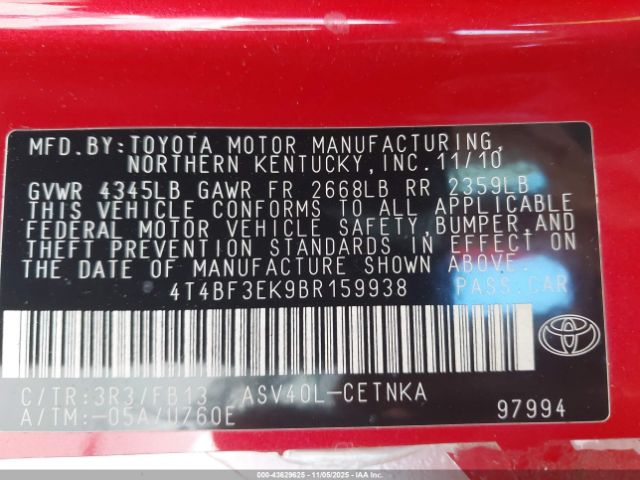 MFD.BY:TOYOTA MOTOR MANUFACTURING,
NORTHERN KENTUCKY,INC.11/10
GVWR 4345LB GAWR FR 2668LB RR 2359LB
THIS VEHICLE CONFORMS TO ALL APPLICABLE
FEDERAL MOTOR VEHICLE SAFETY,BUMPER,AND
THEFT PREVENTION STANDARDS IN EFFECT ON
THE DATE OF MANUFACTURE SHOWN ABOVE.
4T4BF3EK9BR159938 PASS.CAR
C/TR:3R3/FB13 ASV40L-CETNKA
A/TM:-05A/U760E 97994
000-43629625 - 11/05/2025 - IAAI.COM